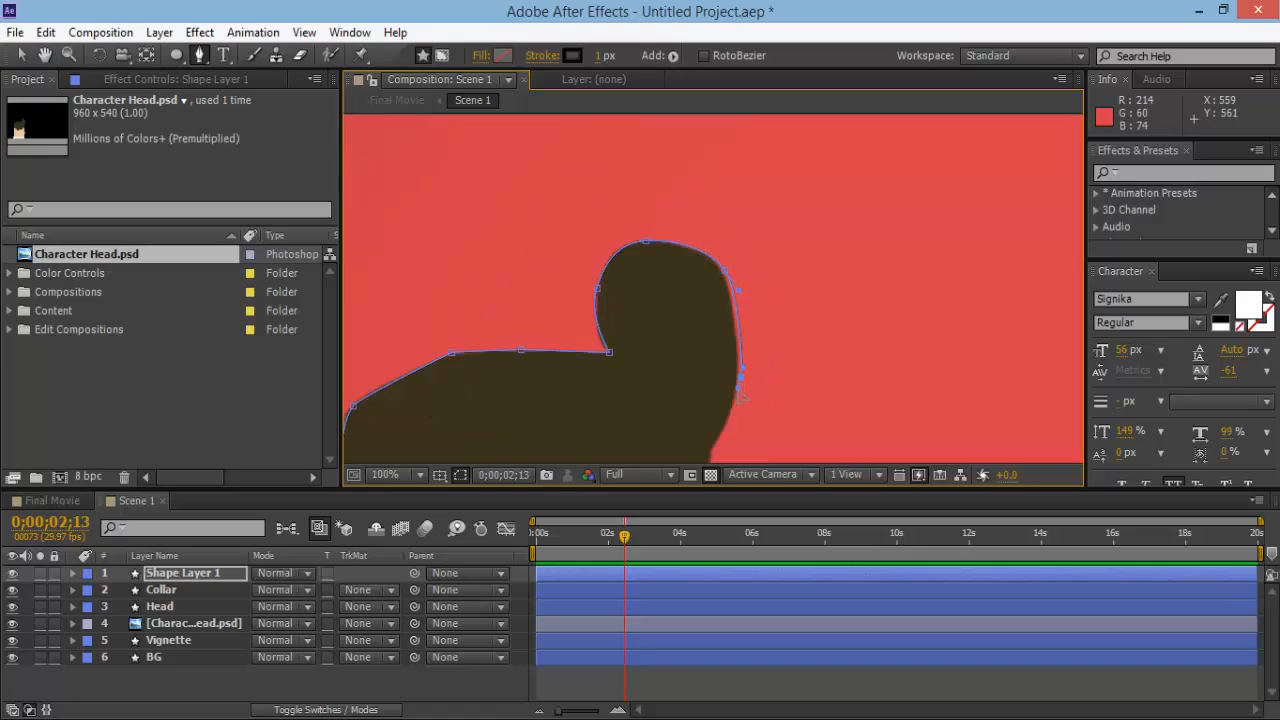 Adobe After Effects - Untitled Project.aep *
File Edit Composition Layer Effect Animation View Window Help
Fill: Stroke: 1 px Add: RotoBezier Workspace: Standard Search Help
Project Effect Controls: Shape Layer 1 Composition: Scene 1 Layer: (none) Info Audio
Character Head.psd , used 1 time
960 x 540 (1.00)
Millions of Colors+ (Premultiplied)
Final Movie Scene 1
R : 214 X : 559
G : 60 Y : 561
B : 74
Effects & Presets
* Animation Presets
3D Channel
Audio
Image
Name Type S
Character Head.psd Photoshop
Color Controls Folder
Compositions Folder
Content Folder
Edit Compositions Folder
Character
Signika
Regular
56 px Auto px
Metrics -61
- px
149 % 99 %
0 px 0 %
8 bpc
100% 0;00;02;13 Full Active Camera 1 View +0.0
Final Movie Scene 1
0;00;02;13
00073 (29.97 fps)
:00s 02s 04s 06s 08s 10s 12s 14s 16s 18s 20s
# Layer Name Mode T TrkMat Parent
1 Shape Layer 1 Normal None
2 Collar Normal None None
3 Head Normal None None
4 [Charac...ead.psd] Normal None None
5 Vignette Normal None None
6 BG Normal None None
Toggle Switches / Modes